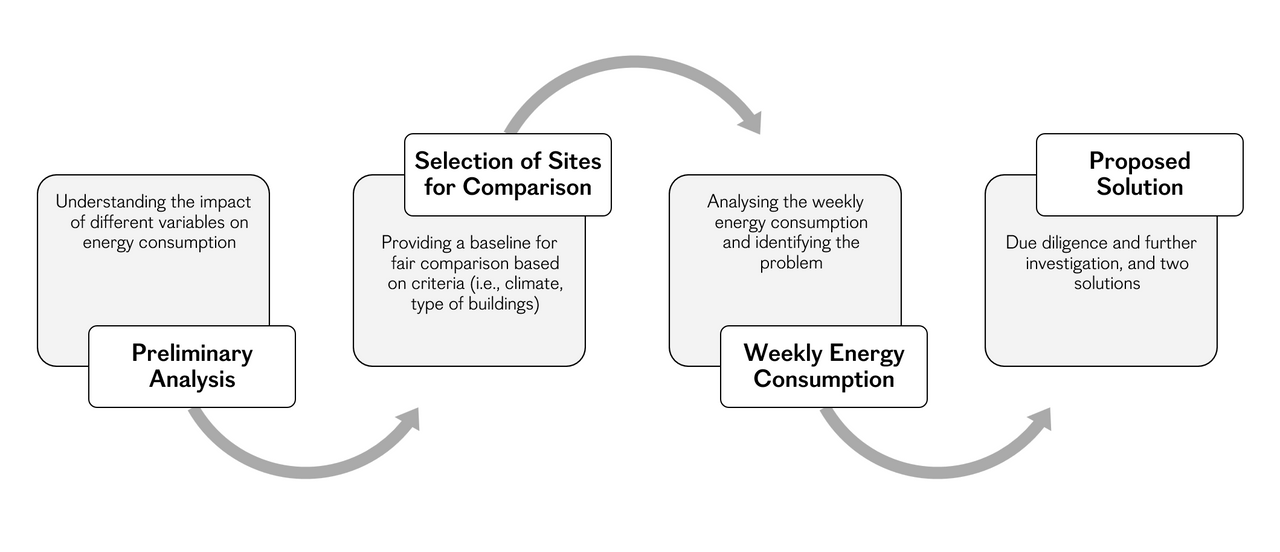 Understanding the impact
of different variables on
energy consumption
Preliminary
Analysis
Selection of Sites
for Comparison
Providing a baseline for
fair comparison based
on criteria (i.e., climate,
type of buildings)
Analysing the weekly
energy consumption
and identifying the
problem
Weekly Energy
Consumption
Proposed
Solution
Due diligence and further
investigation, and two
solutions